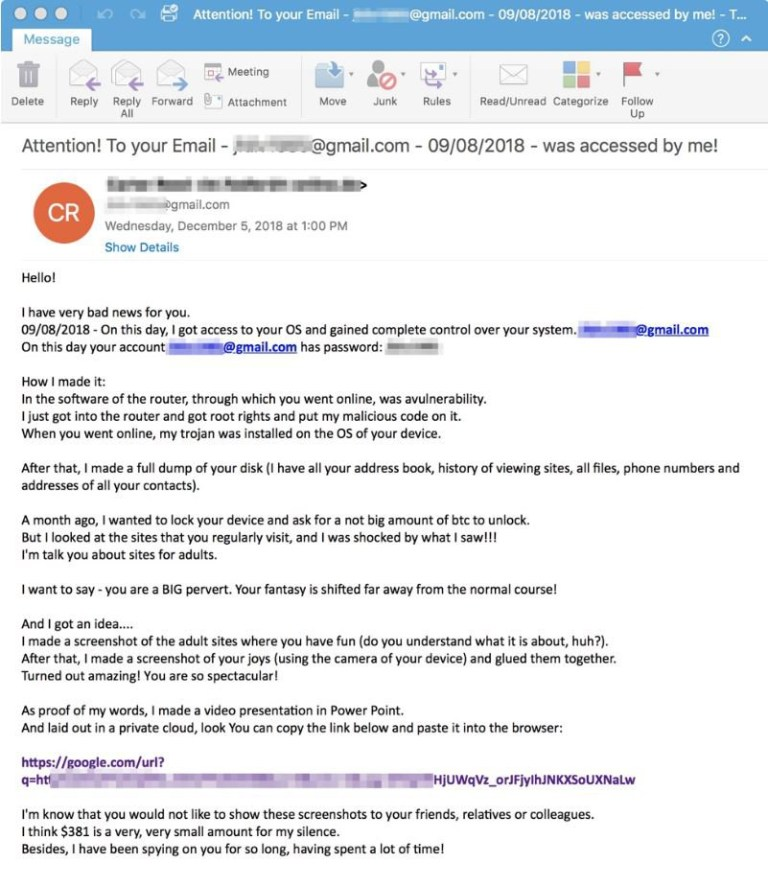 Attention! To your Email - @gmail.com - 09/08/2018 - was accessed by me! - T...
Message
Delete
Reply
Reply All
Forward
Meeting
Attachment
Move
Junk
Rules
Read/Unread
Categorize
Follow Up
Attention! To your Email - @gmail.com - 09/08/2018 - was accessed by me!
CR
>
@gmail.com
Wednesday, December 5, 2018 at 1:00 PM
Show Details
Hello!
I have very bad news for you.
09/08/2018 - On this day, I got access to your OS and gained complete control over your system. @gmail.com
On this day your account @gmail.com has password:
How I made it:
In the software of the router, through which you went online, was avulnerability.
I just got into the router and got root rights and put my malicious code on it.
When you went online, my trojan was installed on the OS of your device.
After that, I made a full dump of your disk (I have all your address book, history of viewing sites, all files, phone numbers and
addresses of all your contacts).
A month ago, I wanted to lock your device and ask for a not big amount of btc to unlock.
But I looked at the sites that you regularly visit, and I was shocked by what I saw!!!
I'm talk you about sites for adults.
I want to say - you are a BIG pervert. Your fantasy is shifted far away from the normal course!
And I got an idea....
I made a screenshot of the adult sites where you have fun (do you understand what it is about, huh?).
After that, I made a screenshot of your joys (using the camera of your device) and glued them together.
Turned out amazing! You are so spectacular!
As proof of my words, I made a video presentation in Power Point.
And laid out in a private cloud, look You can copy the link below and paste it into the browser:
https://google.com/url?
q=ht HjUWqVz_orJFjyIhJNKXSoUXNaLw
I'm know that you would not like to show these screenshots to your friends, relatives or colleagues.
I think $381 is a very, very small amount for my silence.
Besides, I have been spying on you for so long, having spent a lot of time!